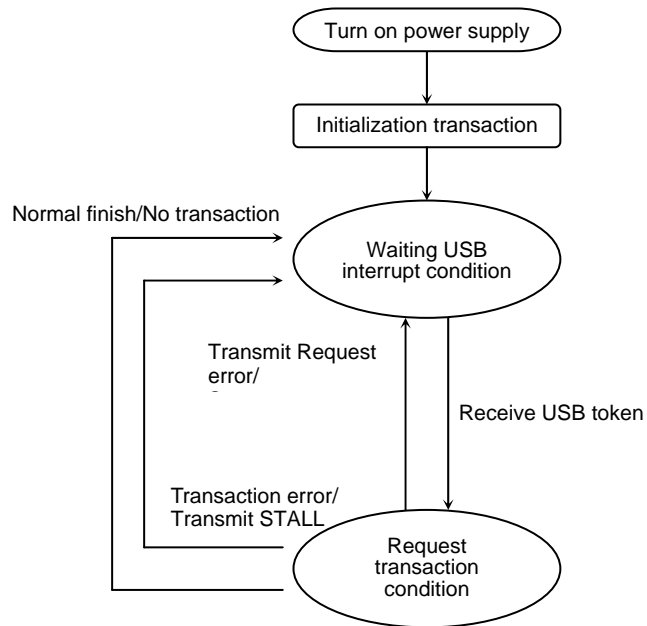 Turn on power supply
Initialization transaction
Normal finish/No transaction
Waiting USB
interrupt condition
Transmit Request
error/
Receive USB token
Transaction error/
Transmit STALL
Request
transaction
condition